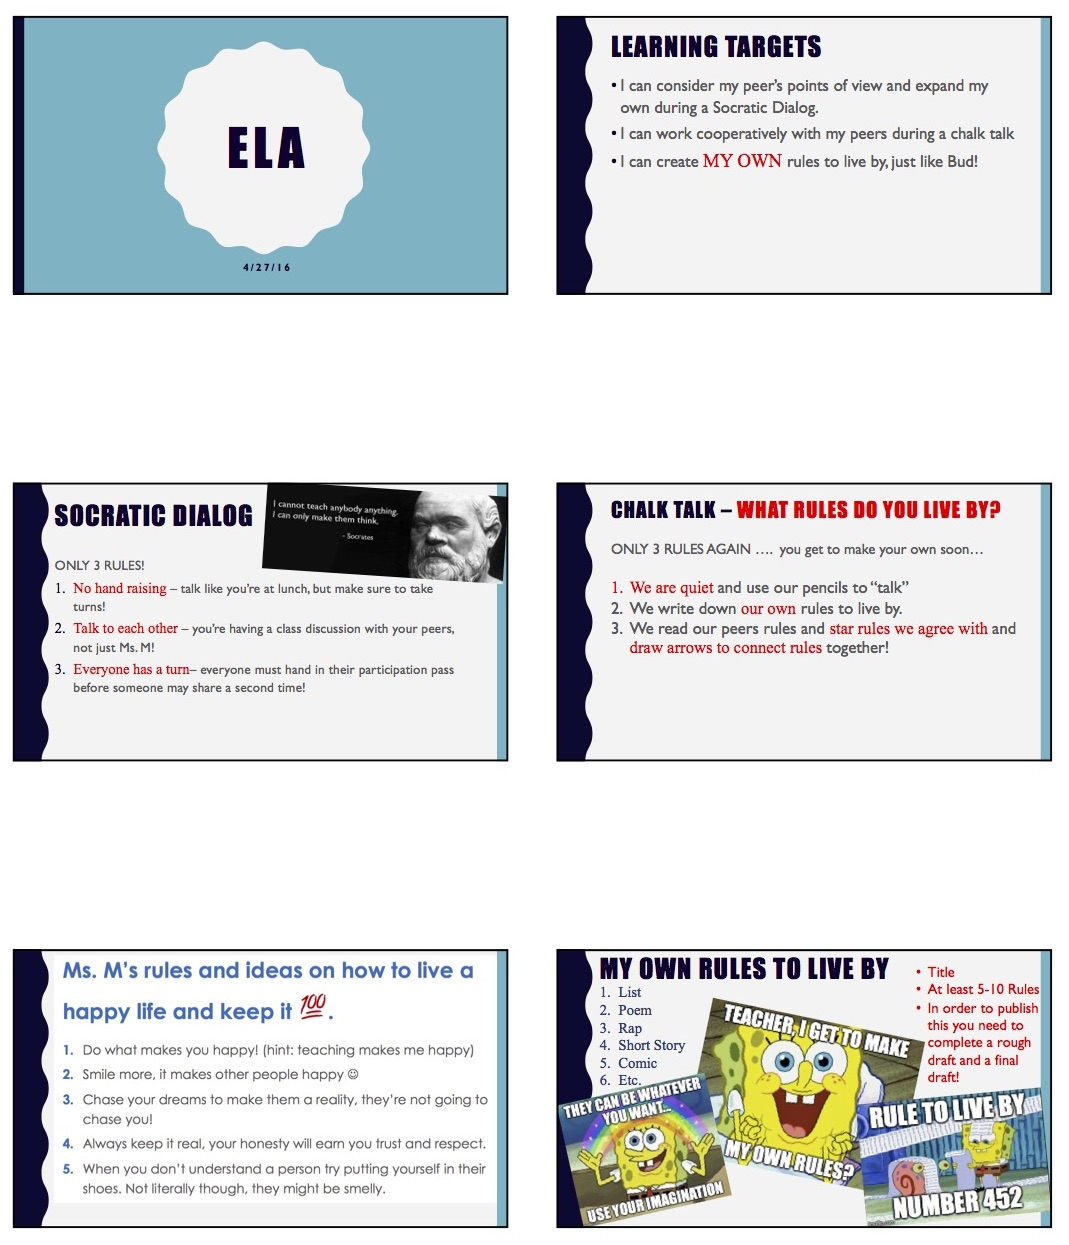 ELA
4/27/16
LEARNING TARGETS
• I can consider my peer's points of view and expand my
own during a Socratic Dialog.
• I can work cooperatively with my peers during a chalk talk
• I can create MY OWN rules to live by, just like Bud!
SOCRATIC DIALOG
I cannot teach anybody anything.
I can only make them think.
- Socrates
ONLY 3 RULES!
1. No hand raising – talk like you're at lunch, but make sure to take
turns!
2. Talk to each other – you're having a class discussion with your peers,
not just Ms. M!
3. Everyone has a turn– everyone must hand in their participation pass
before someone may share a second time!
CHALK TALK – WHAT RULES DO YOU LIVE BY?
ONLY 3 RULES AGAIN .... you get to make your own soon...
1. We are quiet and use our pencils to "talk"
2. We write down our own rules to live by.
3. We read our peers rules and star rules we agree with and
draw arrows to connect rules together!
Ms. M's rules and ideas on how to live a
happy life and keep it 100.
1. Do what makes you happy! (hint: teaching makes me happy)
2. Smile more, it makes other people happy ☺
3. Chase your dreams to make them a reality, they're not going to
chase you!
4. Always keep it real, your honesty will earn you trust and respect.
5. When you don't understand a person try putting yourself in their
shoes. Not literally though, they might be smelly.
MY OWN RULES TO LIVE BY
1. List
2. Poem
3. Rap
4. Short Story
5. Comic
6. Etc.
• Title
• At least 5-10 Rules
• In order to publish
this you need to
complete a rough
draft and a final
draft!
TEACHER, I GET TO MAKE
MY OWN RULES?
THEY CAN BE WHATEVER
YOU WANT...
USE YOUR IMAGINATION
RULE TO LIVE BY
NUMBER 452